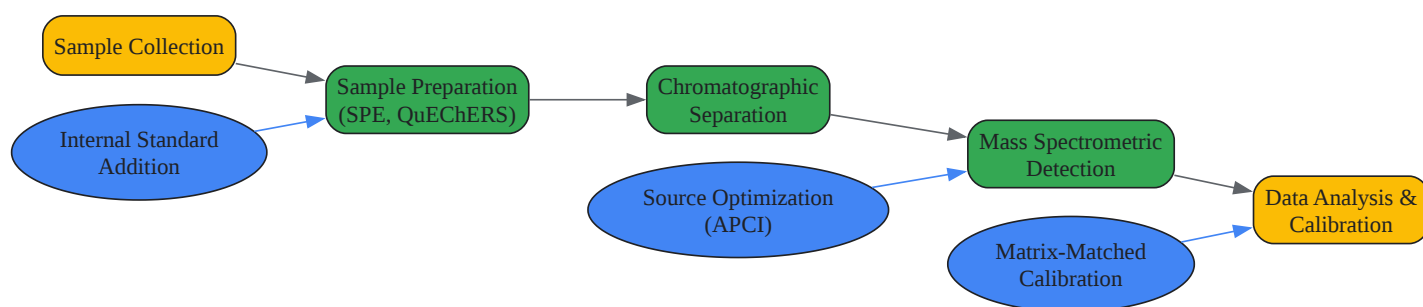 Sample Collection
Internal Standard
Addition
Sample Preparation
(SPE, QuEChERS)
Chromatographic
Separation
Source Optimization
(APCI)
Mass Spectrometric
Detection
Matrix-Matched
Calibration
Data Analysis &
Calibration